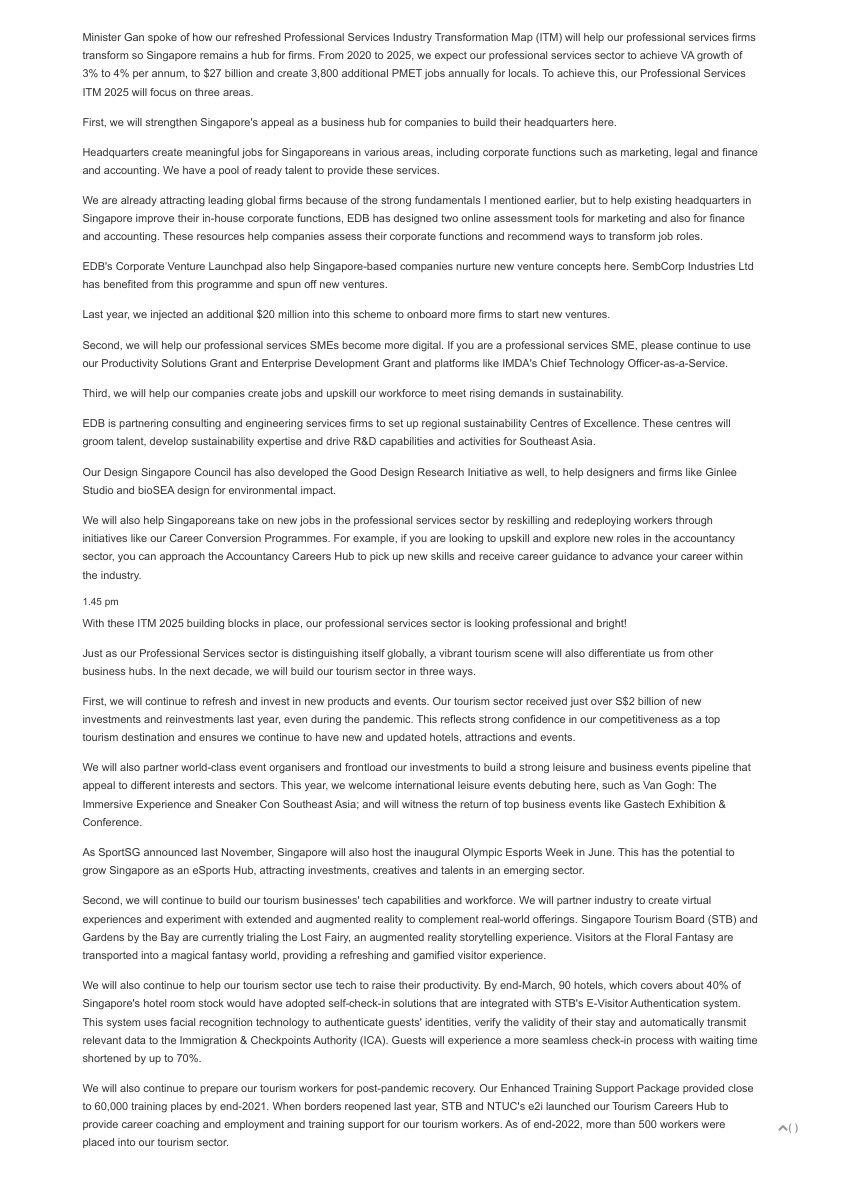 Minister Gan spoke of how our refreshed Professional Services Industry Transformation Map (ITM) will help our professional services firms
transform so Singapore remains a hub for firms. From 2020 to 2025, we expect our professional services sector to achieve VA growth of
3% to 4% per annum, to $27 billion and create 3,800 additional PMET jobs annually for locals. To achieve this, our Professional Services
ITM 2025 will focus on three areas.
First, we will strengthen Singapore's appeal as a business hub for companies to build their headquarters here.
Headquarters create meaningful jobs for Singaporeans in various areas, including corporate functions such as marketing, legal and finance
and accounting. We have a pool of ready talent to provide these services.
We are already attracting leading global firms because of the strong fundamentals I mentioned earlier, but to help existing headquarters in
Singapore improve their in-house corporate functions, EDB has designed two online assessment tools for marketing and also for finance
and accounting. These resources help companies assess their corporate functions and recommend ways to transform job roles.
EDB's Corporate Venture Launchpad also help Singapore-based companies nurture new venture concepts here. SembCorp Industries Ltd
has benefited from this programme and spun off new ventures.
Last year, we injected an additional $20 million into this scheme to onboard more firms to start new ventures.
Second, we will help our professional services SMEs become more digital. If you are a professional services SME, please continue to use
our Productivity Solutions Grant and Enterprise Development Grant and platforms like IMDA's Chief Technology Officer-as-a-Service.
Third, we will help our companies create jobs and upskill our workforce to meet rising demands in sustainability.
EDB is partnering consulting and engineering services firms to set up regional sustainability Centres of Excellence. These centres will
groom talent, develop sustainability expertise and drive R&D capabilities and activities for Southeast Asia.
Our Design Singapore Council has also developed the Good Design Research Initiative as well, to help designers and firms like Ginlee
Studio and bioSEA design for environmental impact.
We will also help Singaporeans take on new jobs in the professional services sector by reskilling and redeploying workers through
initiatives like our Career Conversion Programmes. For example, if you are looking to upskill and explore new roles in the accountancy
sector, you can approach the Accountancy Careers Hub to pick up new skills and receive career guidance to advance your career within
the industry.
1.45 pm
With these ITM 2025 building blocks in place, our professional services sector is looking professional and bright!
Just as our Professional Services sector is distinguishing itself globally, a vibrant tourism scene will also differentiate us from other
business hubs. In the next decade, we will build our tourism sector in three ways.
First, we will continue to refresh and invest in new products and events. Our tourism sector received just over S$2 billion of new
investments and reinvestments last year, even during the pandemic. This reflects strong confidence in our competitiveness as a top
tourism destination and ensures we continue to have new and updated hotels, attractions and events.
We will also partner world-class event organisers and frontload our investments to build a strong leisure and business events pipeline that
appeal to different interests and sectors. This year, we welcome international leisure events debuting here, such as Van Gogh: The
Immersive Experience and Sneaker Con Southeast Asia; and will witness the return of top business events like Gastech Exhibition &
Conference.
As SportSG announced last November, Singapore will also host the inaugural Olympic Esports Week in June. This has the potential to
grow Singapore as an eSports Hub, attracting investments, creatives and talents in an emerging sector.
Second, we will continue to build our tourism businesses' tech capabilities and workforce. We will partner industry to create virtual
experiences and experiment with extended and augmented reality to complement real-world offerings. Singapore Tourism Board (STB) and
Gardens by the Bay are currently trialing the Lost Fairy, an augmented reality storytelling experience. Visitors at the Floral Fantasy are
transported into a magical fantasy world, providing a refreshing and gamified visitor experience.
We will also continue to help our tourism sector use tech to raise their productivity. By end-March, 90 hotels, which covers about 40% of
Singapore's hotel room stock would have adopted self-check-in solutions that are integrated with STB's E-Visitor Authentication system.
This system uses facial recognition technology to authenticate guests' identities, verify the validity of their stay and automatically transmit
relevant data to the Immigration & Checkpoints Authority (ICA). Guests will experience a more seamless check-in process with waiting time
shortened by up to 70%.
We will also continue to prepare our tourism workers for post-pandemic recovery. Our Enhanced Training Support Package provided close
to 60,000 training places by end-2021. When borders reopened last year, STB and NTUC's e2i launched our Tourism Careers Hub to
provide career coaching and employment and training support for our tourism workers. As of end-2022, more than 500 workers were
placed into our tourism sector.
( )